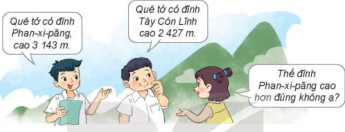 Quê tớ có đỉnh
Phan-xi-păng,
cao 3 143 m.
Quê tớ có đỉnh
Tây Côn Lĩnh
cao 2 427 m.
Thế đỉnh
Phan-xi-păng cao
hơn đúng không ạ?